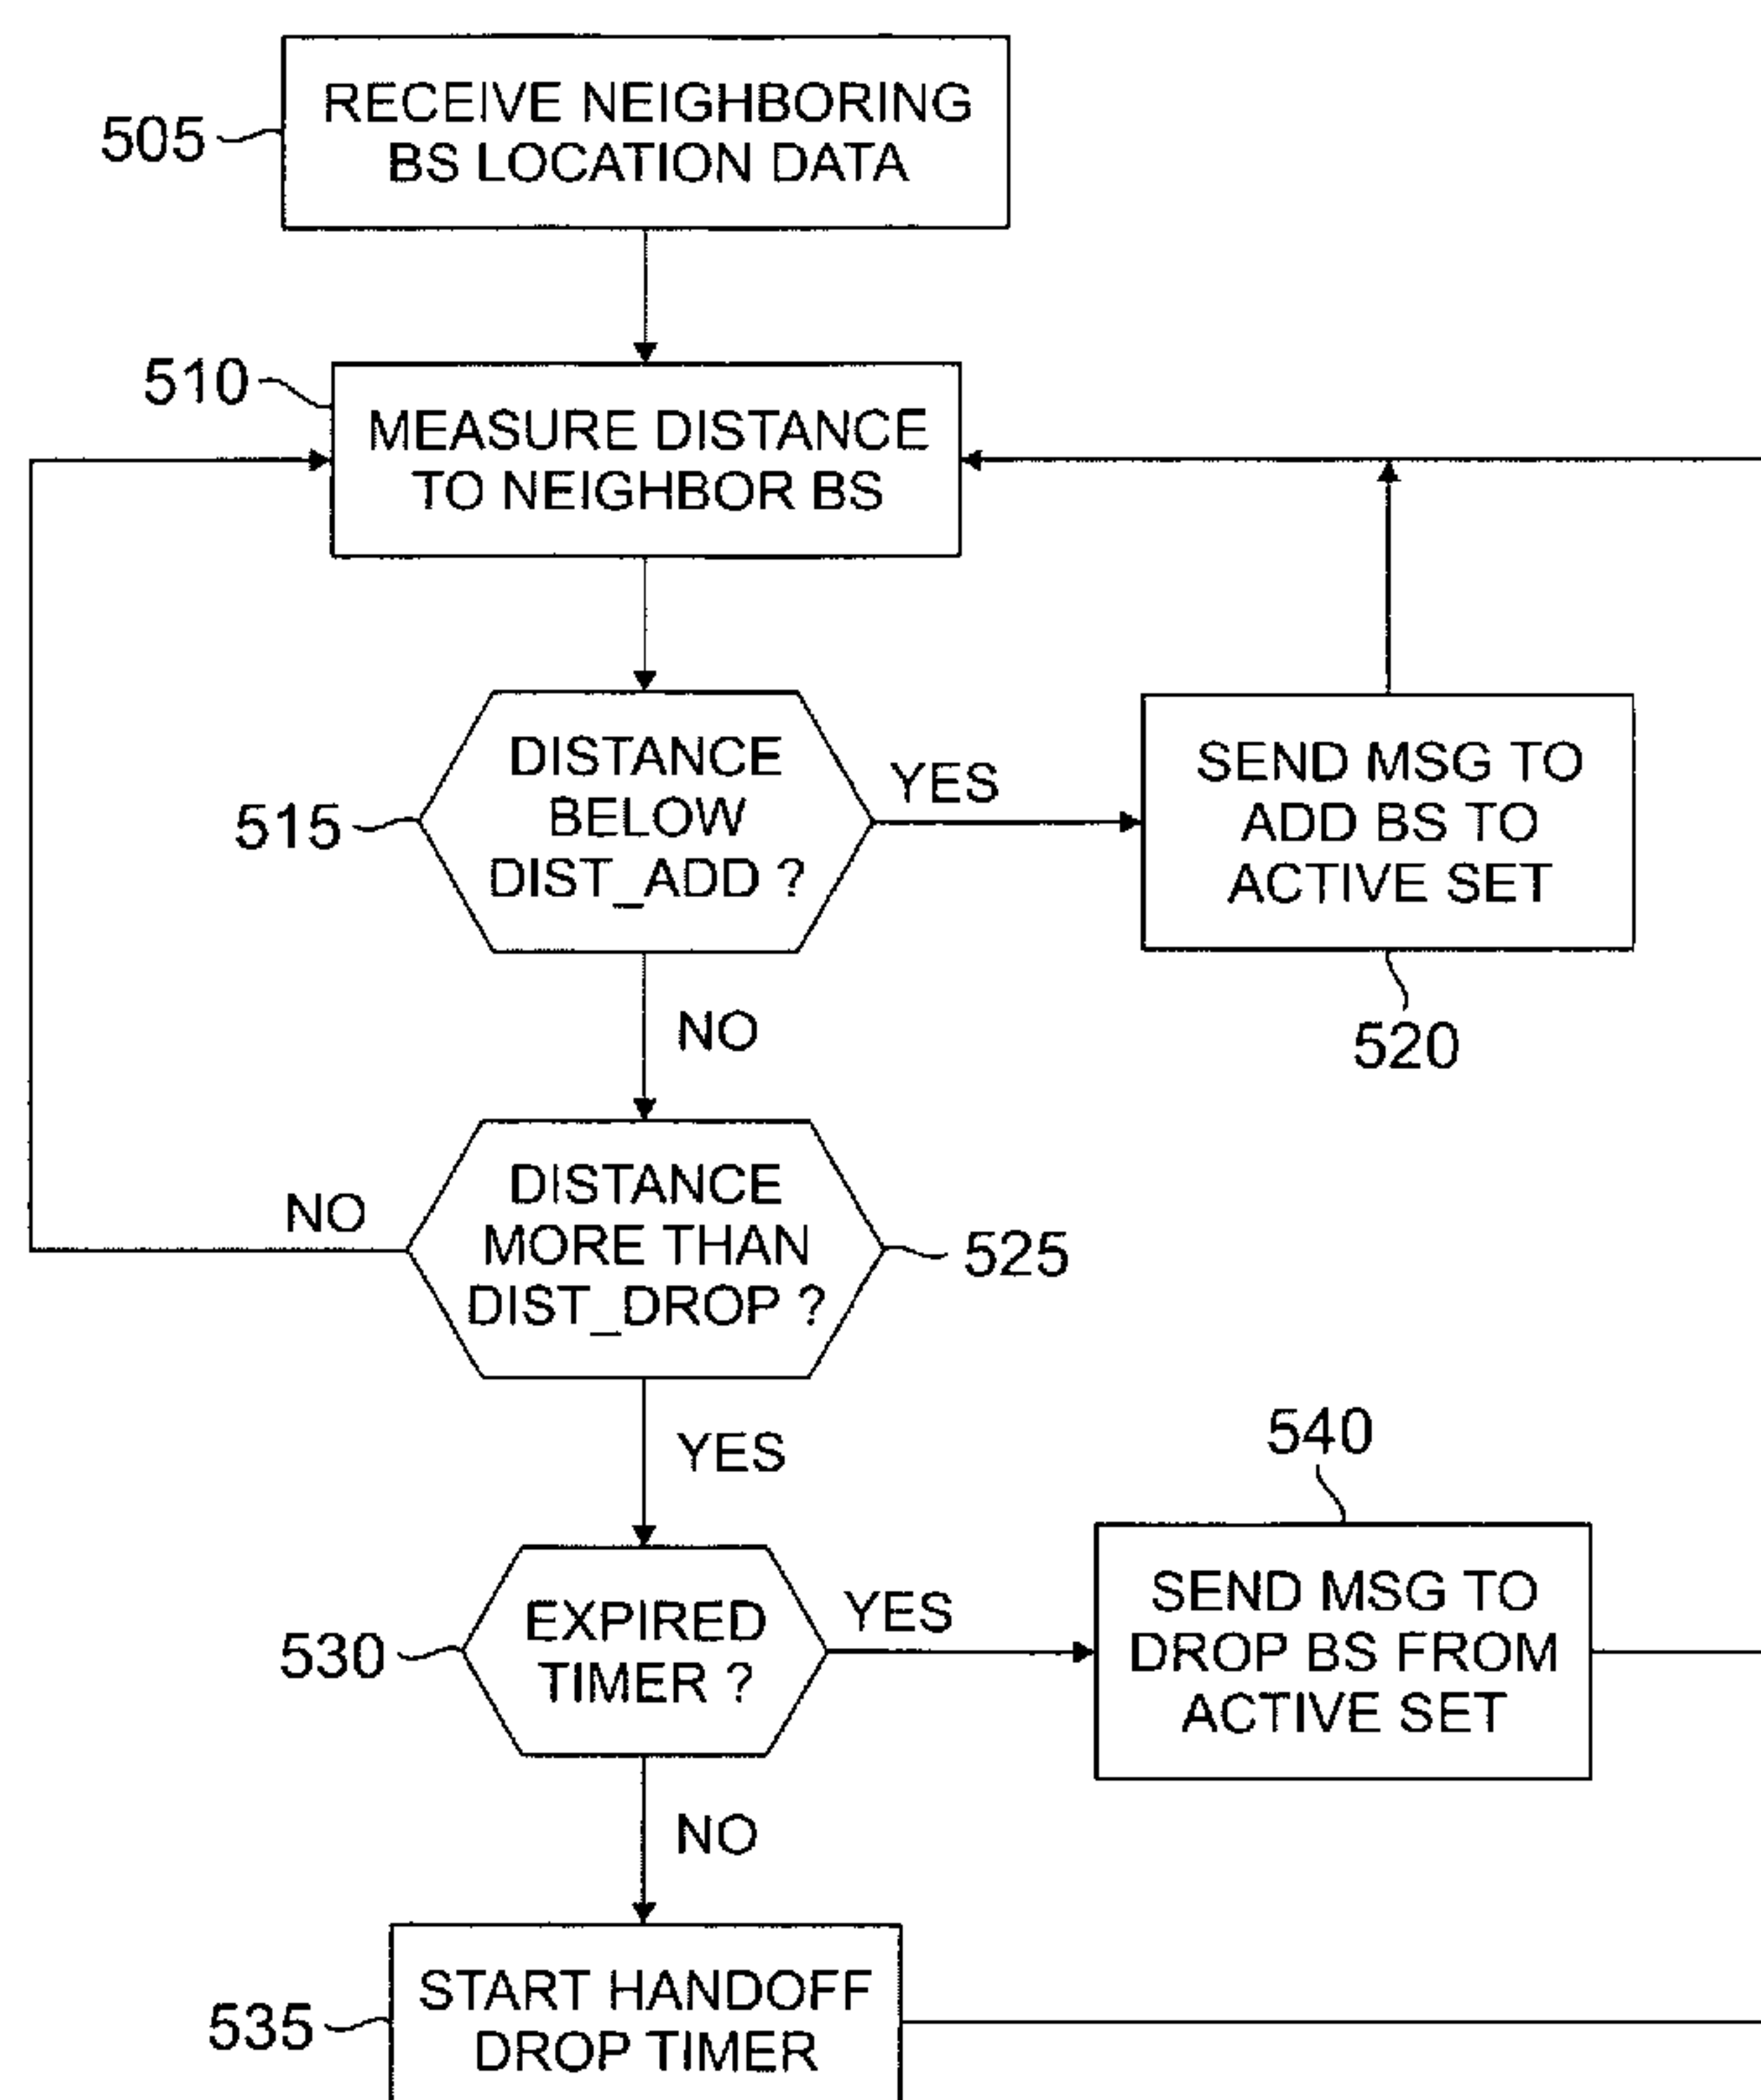 RECEIVE NEIGHBORING
BS LOCATION DATA
505
510
MEASURE DISTANCE
TO NEIGHBOR BS
DISTANCE
BELOW
DIST_ADD ?
515
YES
SEND MSG TO
ADD BS TO
ACTIVE SET
520
NO
DISTANCE
MORE THAN
DIST_DROP ?
NO
525
YES
540
EXPIRED
TIMER ?
530
YES
SEND MSG TO
DROP BS FROM
ACTIVE SET
NO
START HANDOFF
DROP TIMER
535